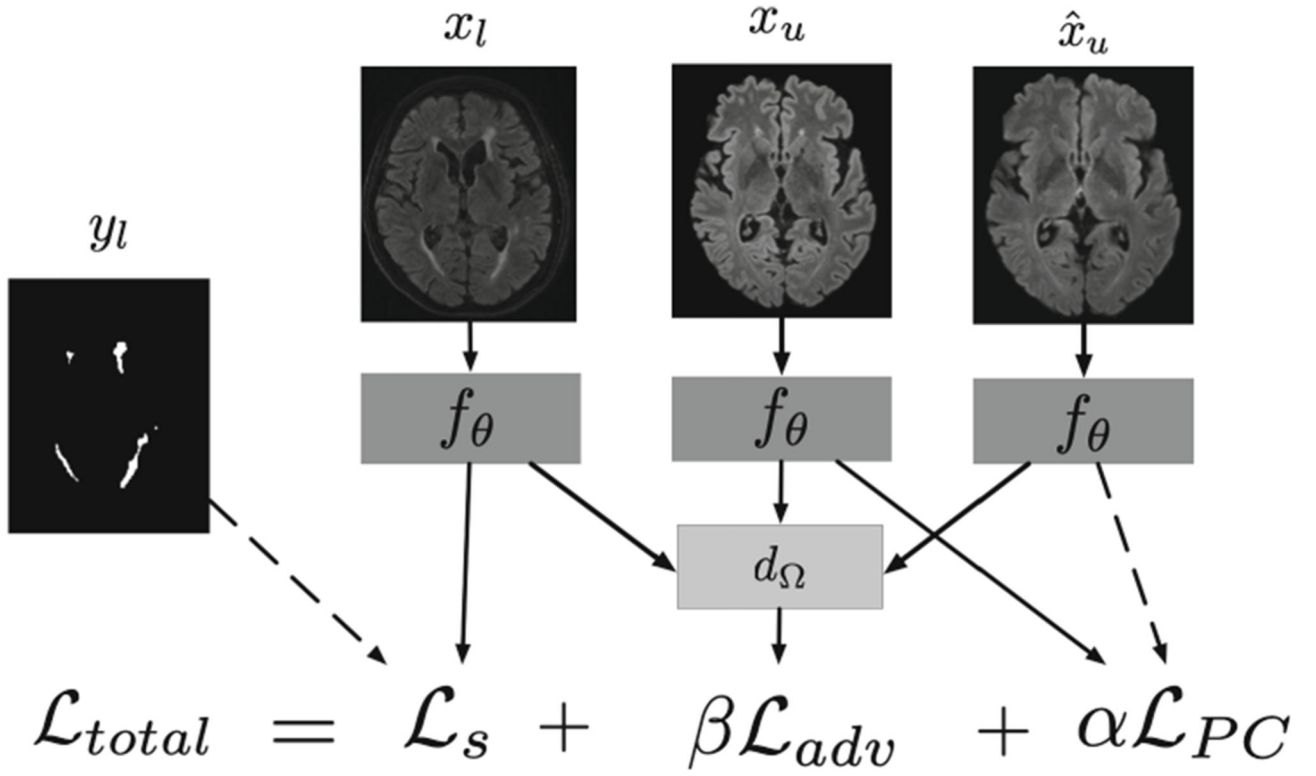 x_l x_u x̂_u
y_l
f_θ f_θ f_θ
d_Ω
ℒ_total = ℒ_s + βℒ_adv + αℒ_PC